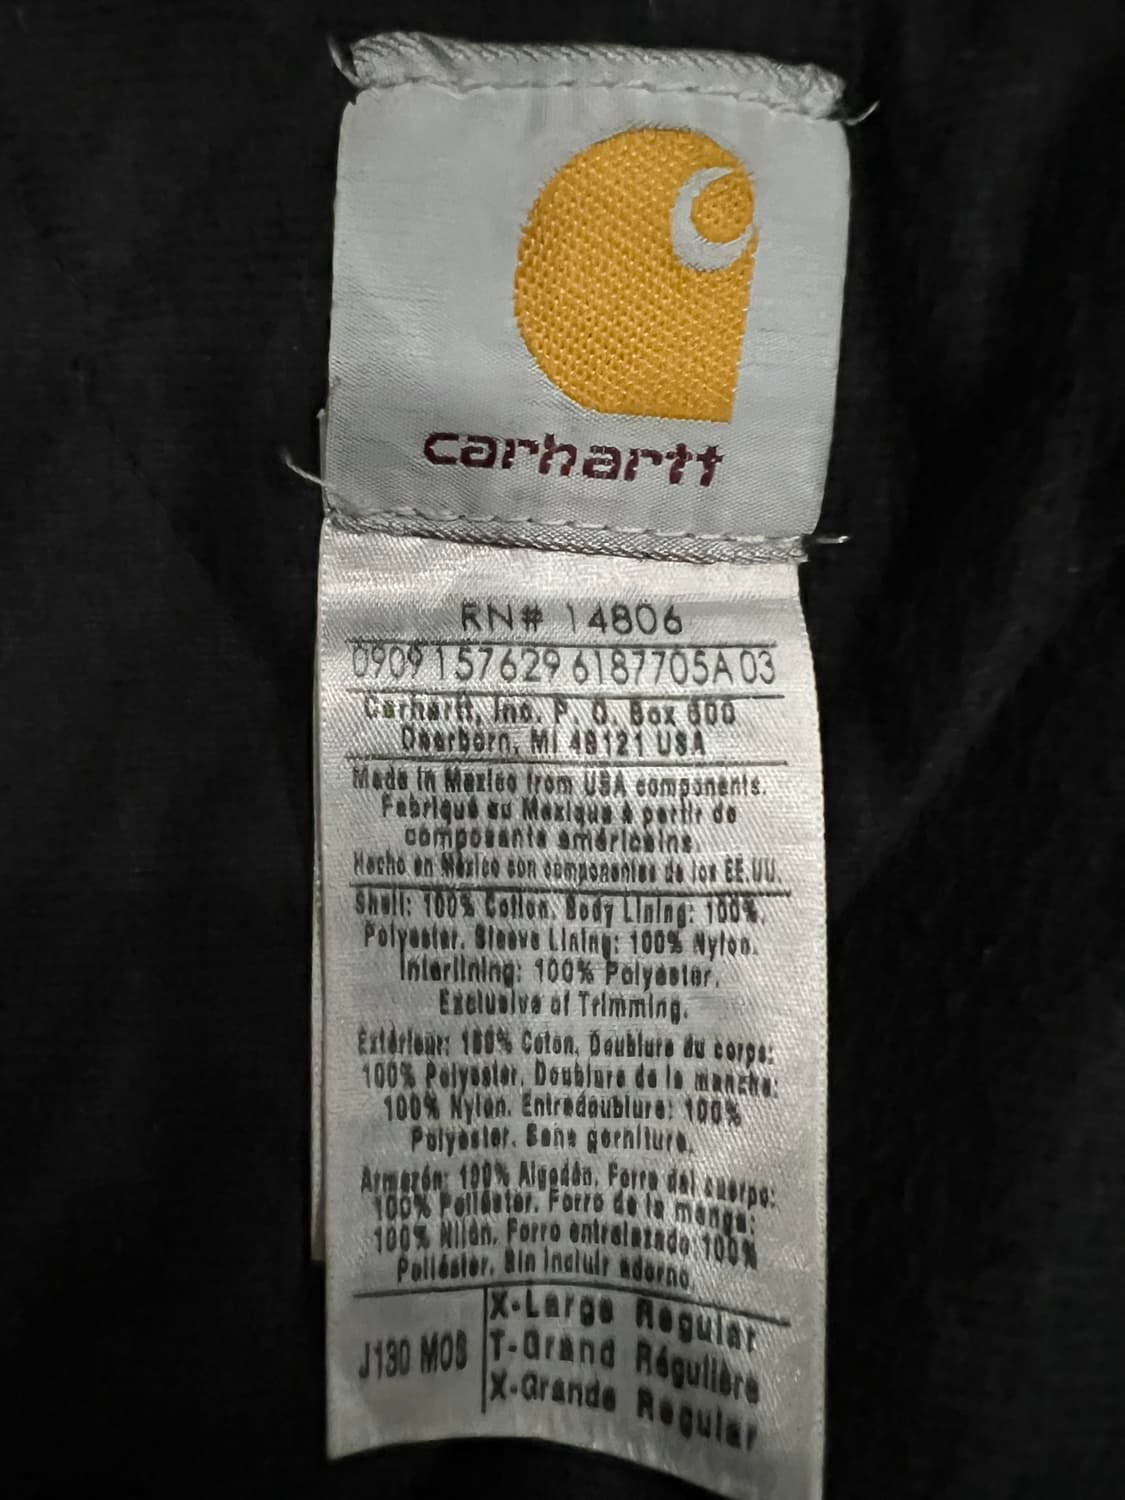 carhartt
RN# 14806
0909 157629 6187705A 03
Carhartt, Inc. P. O. Box 600
Dearborn, MI 48121 USA
Made in Mexico from USA components.
Fabriqué au Mexique à partir de
composants américains.
Hecho en México con componentes de los EE.UU.
Shell: 100% Cotton. Body Lining: 100%
Polyester. Sleeve Lining: 100% Nylon.
Interlining: 100% Polyester.
Exclusive of Trimming.
Extérieur: 100% Coton. Doublure du corps:
100% Polyester. Doublure de la manche:
100% Nylon. Entredoublure: 100%
Polyester. Sans garniture.
Armazón: 100% Algodón. Forro del cuerpo:
100% Poliéster. Forro de la manga:
100% Nilón. Forro entrelazado: 100%
Poliéster. Sin incluir adorno.
J130 MOS
X-Large Regular
T-Grand Régulière
X-Grande Regular